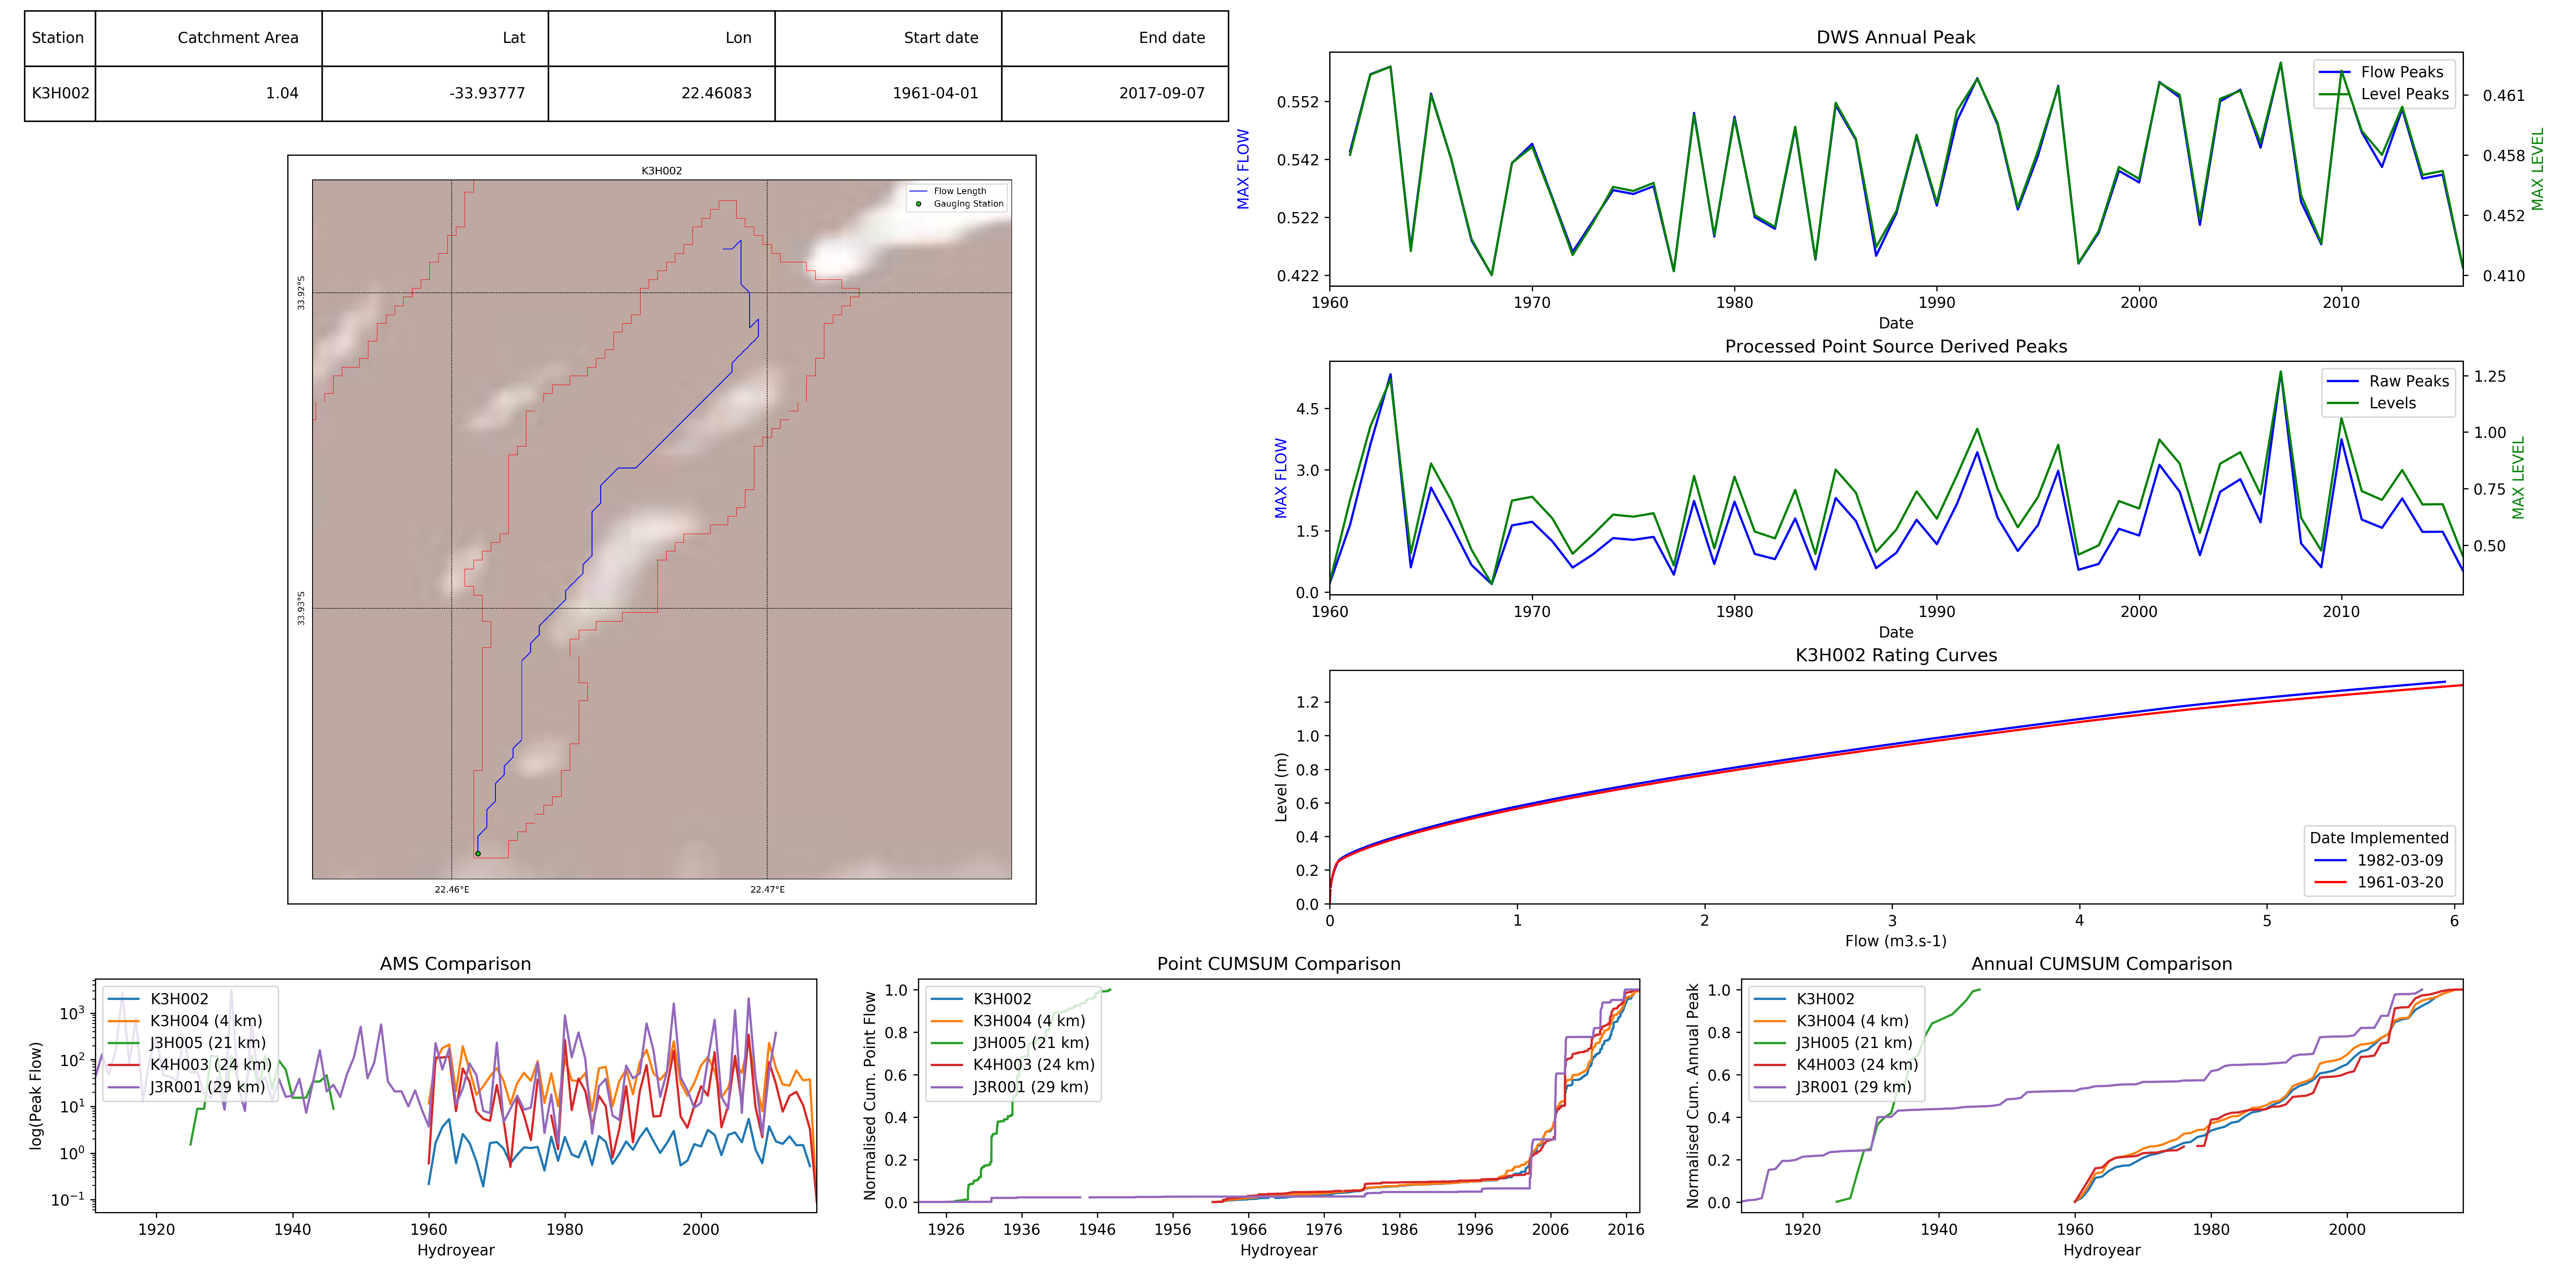 Station Catchment Area Lat Lon Start date End date
K3H002 1.04 -33.93777 22.46083 1961-04-01 2017-09-07
K3H002
Flow Length
Gauging Station
33.92°S
33.93°S
22.46°E 22.47°E
DWS Annual Peak
Flow Peaks
Level Peaks
MAX FLOW
0.552
0.542
0.522
0.422
MAX LEVEL
0.461
0.458
0.452
0.410
1960 1970 1980 1990 2000 2010
Date
Processed Point Source Derived Peaks
Raw Peaks
Levels
MAX FLOW
4.5
3.0
1.5
0.0
MAX LEVEL
1.25
1.00
0.75
0.50
1960 1970 1980 1990 2000 2010
Date
K3H002 Rating Curves
Level (m)
1.2
1.0
0.8
0.6
0.4
0.2
0.0
Date Implemented
1982-03-09
1961-03-20
0 1 2 3 4 5 6
Flow (m3.s-1)
AMS Comparison
log(Peak Flow)
10³
10²
10¹
10⁰
10⁻¹
K3H002
K3H004 (4 km)
J3H005 (21 km)
K4H003 (24 km)
J3R001 (29 km)
1920 1940 1960 1980 2000
Hydroyear
Point CUMSUM Comparison
Normalised Cum. Point Flow
1.0
0.8
0.6
0.4
0.2
0.0
K3H002
K3H004 (4 km)
J3H005 (21 km)
K4H003 (24 km)
J3R001 (29 km)
1926 1936 1946 1956 1966 1976 1986 1996 2006 2016
Hydroyear
Annual CUMSUM Comparison
Normalised Cum. Annual Peak
1.0
0.8
0.6
0.4
0.2
0.0
K3H002
K3H004 (4 km)
J3H005 (21 km)
K4H003 (24 km)
J3R001 (29 km)
1920 1940 1960 1980 2000
Hydroyear